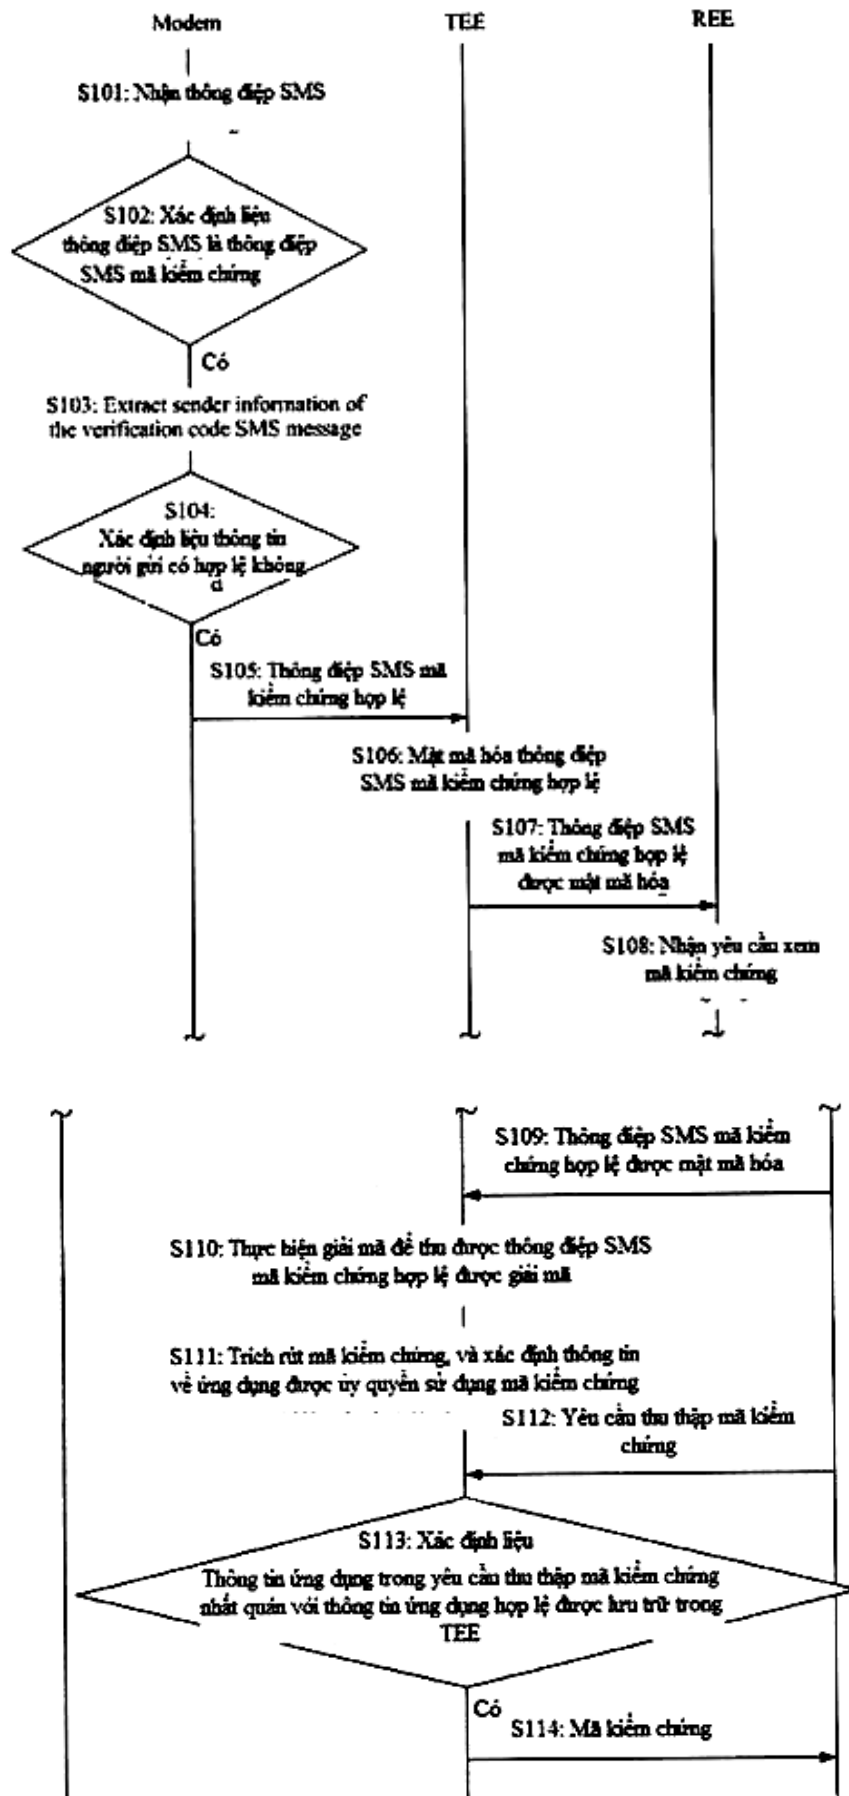 Modem
TEE
REE
S101: Nhận thông điệp SMS
S102: Xác định liệu
thông điệp SMS là thông điệp
SMS mã kiểm chứng
Có
S103: Extract sender information of
the verification code SMS message
S104:
Xác định liệu thông tin
người gửi có hợp lệ không
Có
S105: Thông điệp SMS mã
kiểm chứng hợp lệ
S106: Mật mã hóa thông điệp
SMS mã kiểm chứng hợp lệ
S107: Thông điệp SMS
mã kiểm chứng hợp lệ
được mật mã hóa
S108: Nhận yêu cầu xem
mã kiểm chứng
S109: Thông điệp SMS mã kiểm
chứng hợp lệ được mật mã hóa
S110: Thực hiện giải mã để thu được thông điệp SMS
mã kiểm chứng hợp lệ được giải mã
S111: Trích rút mã kiểm chứng, và xác định thông tin
về ứng dụng được ủy quyền sử dụng mã kiểm chứng
S112: Yêu cầu thu thập mã kiểm
chứng
S113: Xác định liệu
Thông tin ứng dụng trong yêu cầu thu thập mã kiểm chứng
nhất quán với thông tin ứng dụng hợp lệ được lưu trữ trong
TEE
Có
S114: Mã kiểm chứng